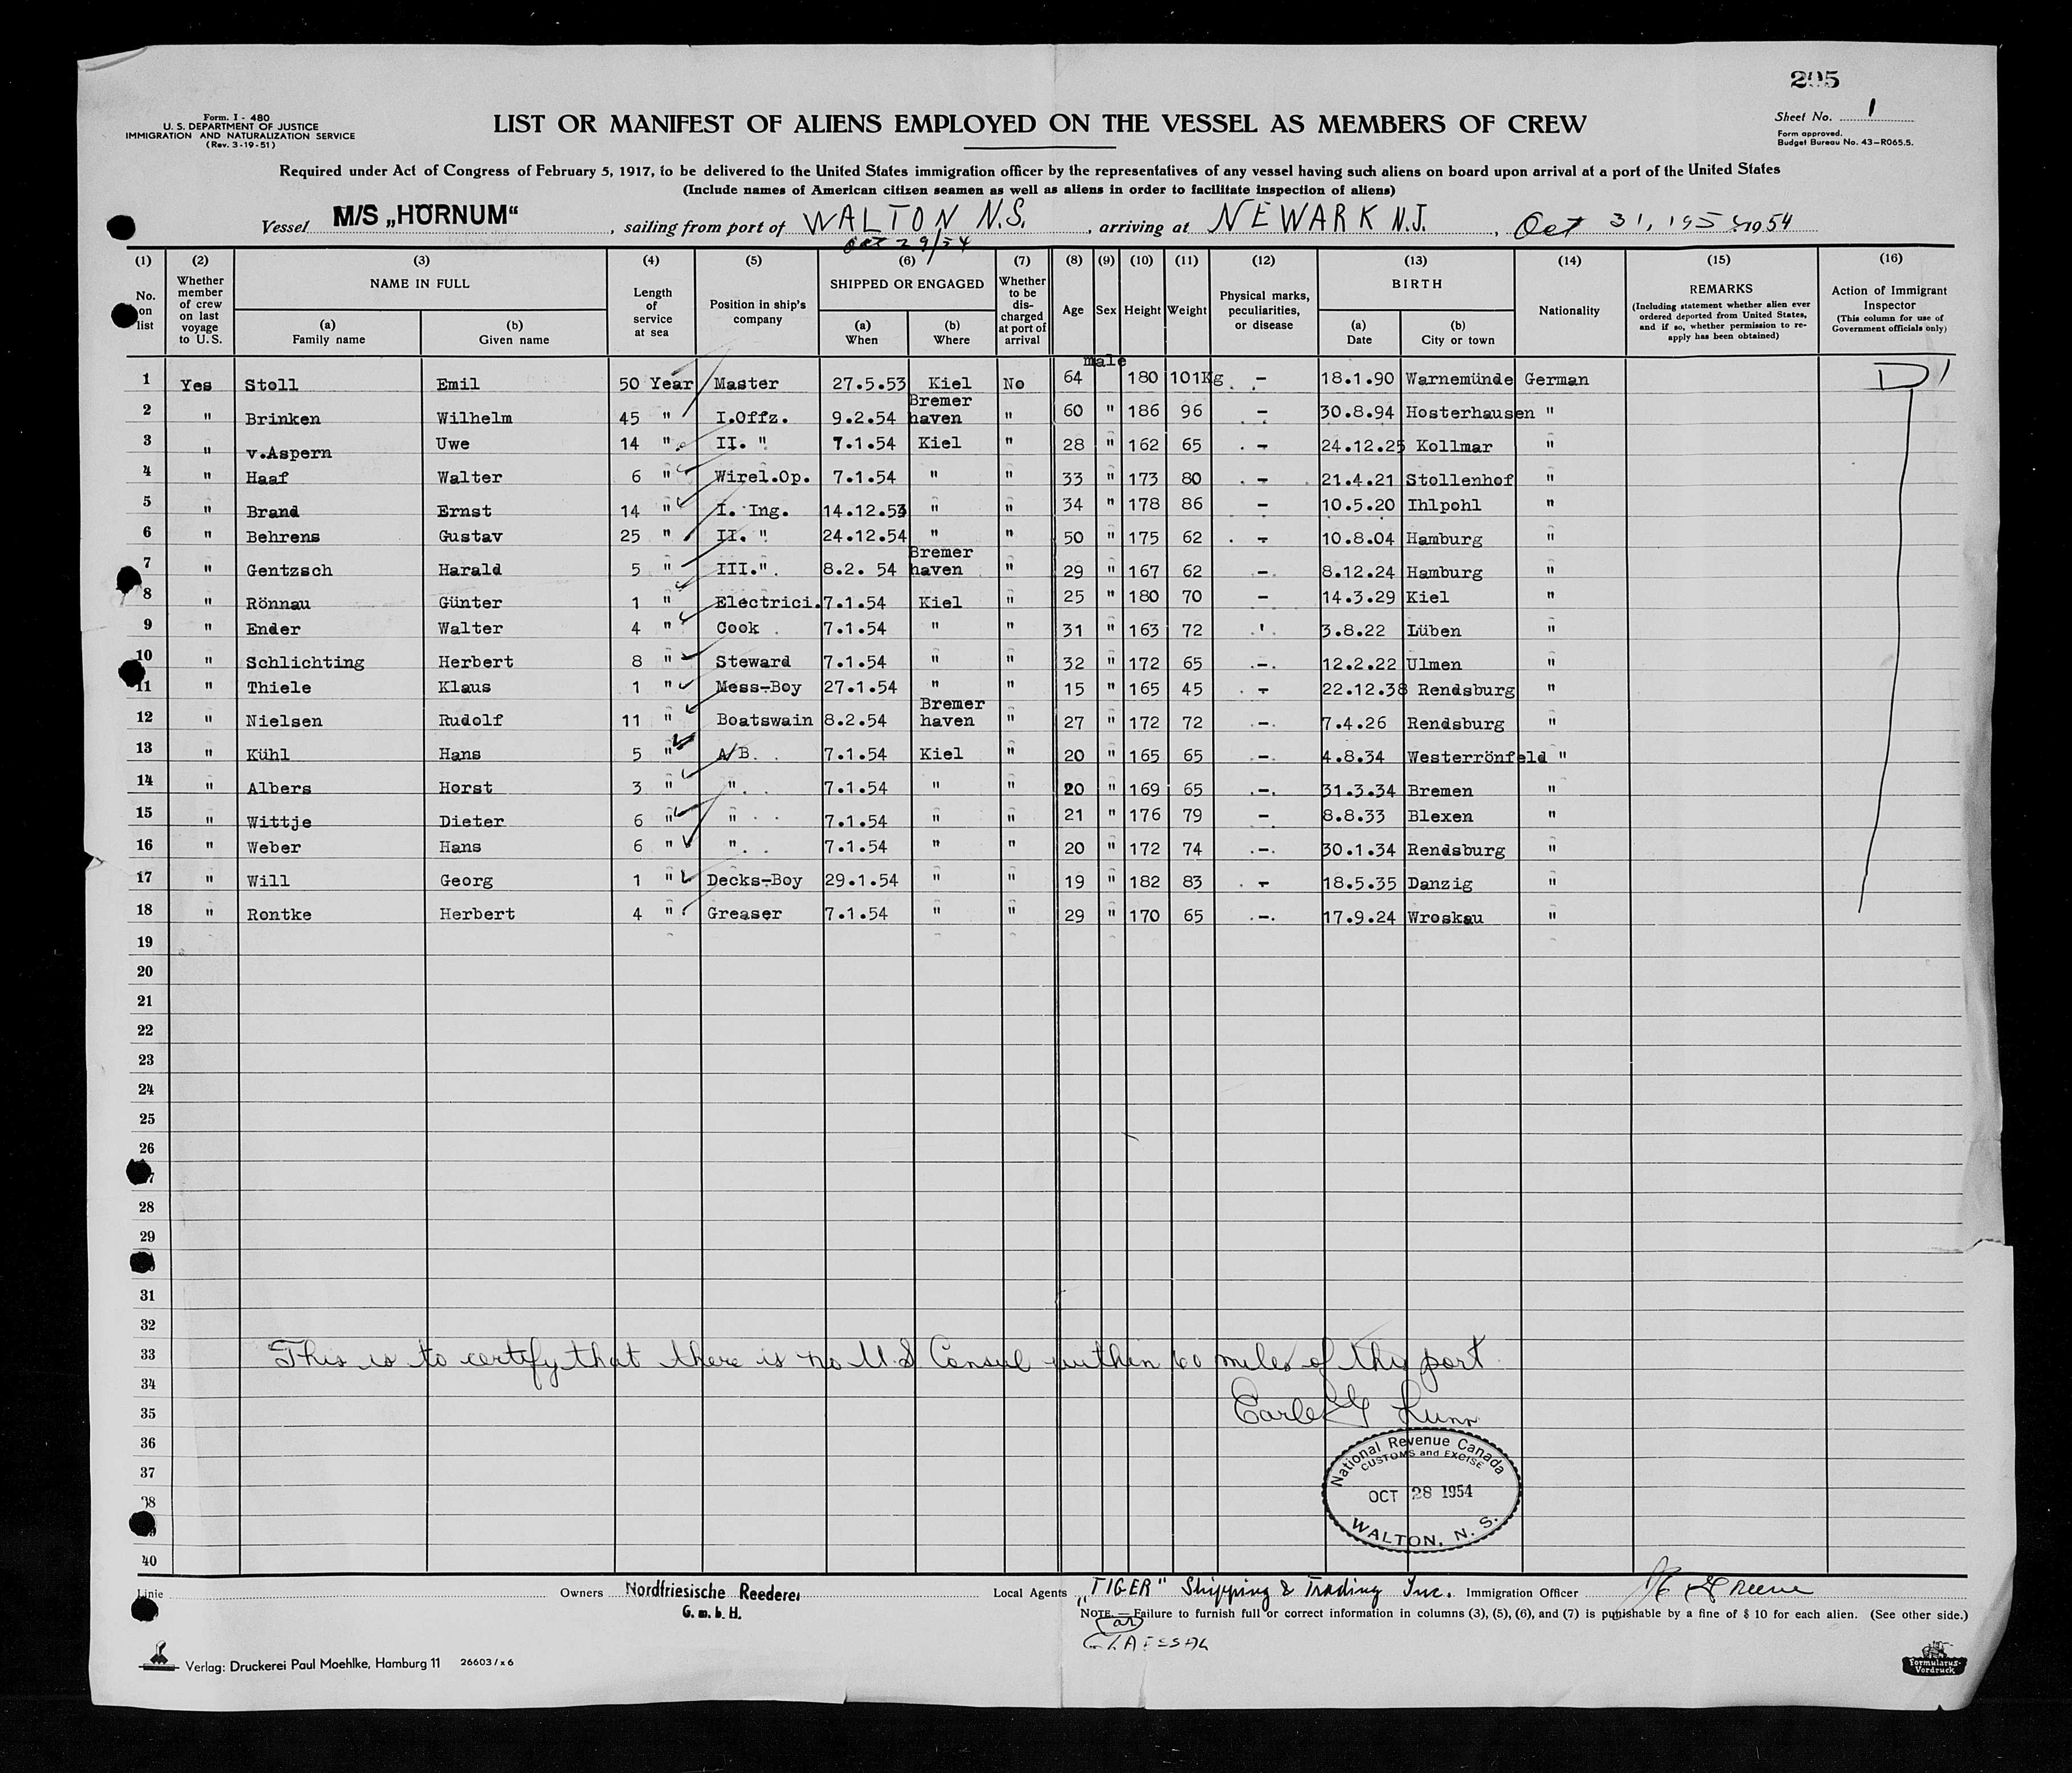 295
Form. I - 480
U. S. DEPARTMENT OF JUSTICE
IMMIGRATION AND NATURALIZATION SERVICE
(Rev. 3-19-51)
LIST OR MANIFEST OF ALIENS EMPLOYED ON THE VESSEL AS MEMBERS OF CREW
Sheet No. 1
Form approved.
Budget Bureau No. 43—R065.5.
Required under Act of Congress of February 5, 1917, to be delivered to the United States immigration officer by the representatives of any vessel having such aliens on board upon arrival at a port of the United States
(Include names of American citizen seamen as well as aliens in order to facilitate inspection of aliens)
Vessel M/S „HÖRNUM“, sailing from port of WALTON N.S., arriving at NEWARK N.J., Oct 31, 1954 1954
Oct 29/54
(1) (2) (3) (4) (5) (6) (7) (8) (9) (10) (11) (12) (13) (14) (15) (16)
No. on list
Whether member of crew on last voyage to U.S.
NAME IN FULL
(a) Family name
(b) Given name
Length of service at sea
Position in ship's company
SHIPPED OR ENGAGED
(a) When
(b) Where
Whether to be discharged at port of arrival
Age
Sex
Height
Weight
Physical marks, peculiarities, or disease
BIRTH
(a) Date
(b) City or town
Nationality
REMARKS
(Including statement whether alien ever ordered deported from United States, and if so, whether permission to reapply has been obtained)
Action of Immigrant Inspector
(This column for use of Government officials only)
1 Yes Stoll Emil 50 Year Master 27.5.53 Kiel No 64 male 180 101Kg - 18.1.90 Warnemünde German D1
2 " Brinken Wilhelm 45 " I.Offz. 9.2.54 Bremer haven " 60 " 186 96 - 30.8.94 Hosterhausen "
3 " v.Aspern Uwe 14 " II. " 7.1.54 Kiel " 28 " 162 65 - 24.12.25 Kollmar "
4 " Haaf Walter 6 " Wirel.Op. 7.1.54 " " 33 " 173 80 - 21.4.21 Stollenhof "
5 " Brand Ernst 14 " I. Ing. 14.12.53 " " 34 " 178 86 - 10.5.20 Ihlpohl "
6 " Behrens Gustav 25 " II. " 24.12.54 " " 50 " 175 62 - 10.8.04 Hamburg "
7 " Gentzsch Harald 5 " III." 8.2. 54 Bremer haven " 29 " 167 62 - 8.12.24 Hamburg "
8 " Rönnau Günter 1 " Electrici. 7.1.54 Kiel " 25 " 180 70 - 14.3.29 Kiel "
9 " Ender Walter 4 " Cook 7.1.54 " " 31 " 163 72 3.8.22 Lüben "
10 " Schlichting Herbert 8 " Steward 7.1.54 " " 32 " 172 65 - 12.2.22 Ulmen "
11 " Thiele Klaus 1 " Mess-Boy 27.1.54 " " 15 " 165 45 - 22.12.38 Rendsburg "
12 " Nielsen Rudolf 11 " Boatswain 8.2.54 Bremer haven " 27 " 172 72 - 7.4.26 Rendsburg "
13 " Kühl Hans 5 " A/B. 7.1.54 Kiel " 20 " 165 65 - 4.8.34 Westerrönfeld "
14 " Albers Horst 3 " " 7.1.54 " " 20 " 169 65 - 31.3.34 Bremen "
15 " Wittje Dieter 6 " " 7.1.54 " " 21 " 176 79 - 8.8.33 Blexen "
16 " Weber Hans 6 " " 7.1.54 " " 20 " 172 74 - 30.1.34 Rendsburg "
17 " Will Georg 1 " Decks-Boy 29.1.54 " " 19 " 182 83 - 18.5.35 Danzig "
18 " Rontke Herbert 4 " Greaser 7.1.54 " " 29 " 170 65 - 17.9.24 Wroskau "
19
20
21
22
23
24
25
26
28
29
31
32
33 This is to certify that there is no U.S Consul within 60 miles of this port
34
35 Earle G Lunn
36
37
38
40
National Revenue Canada
CUSTOMS and EXCISE
OCT 28 1954
WALTON, N. S.
Linie
Owners Nordfriesische Reederei G. m. b. H.
Local Agents „TIGER“ Shipping & Trading Inc.
Immigration Officer Greene
NOTE.— Failure to furnish full or correct information in columns (3), (5), (6), and (7) is punishable by a fine of $ 10 for each alien. (See other side.)
Verlag: Druckerei Paul Moehlke, Hamburg 11 26603/x6
Formularus-Vordruck